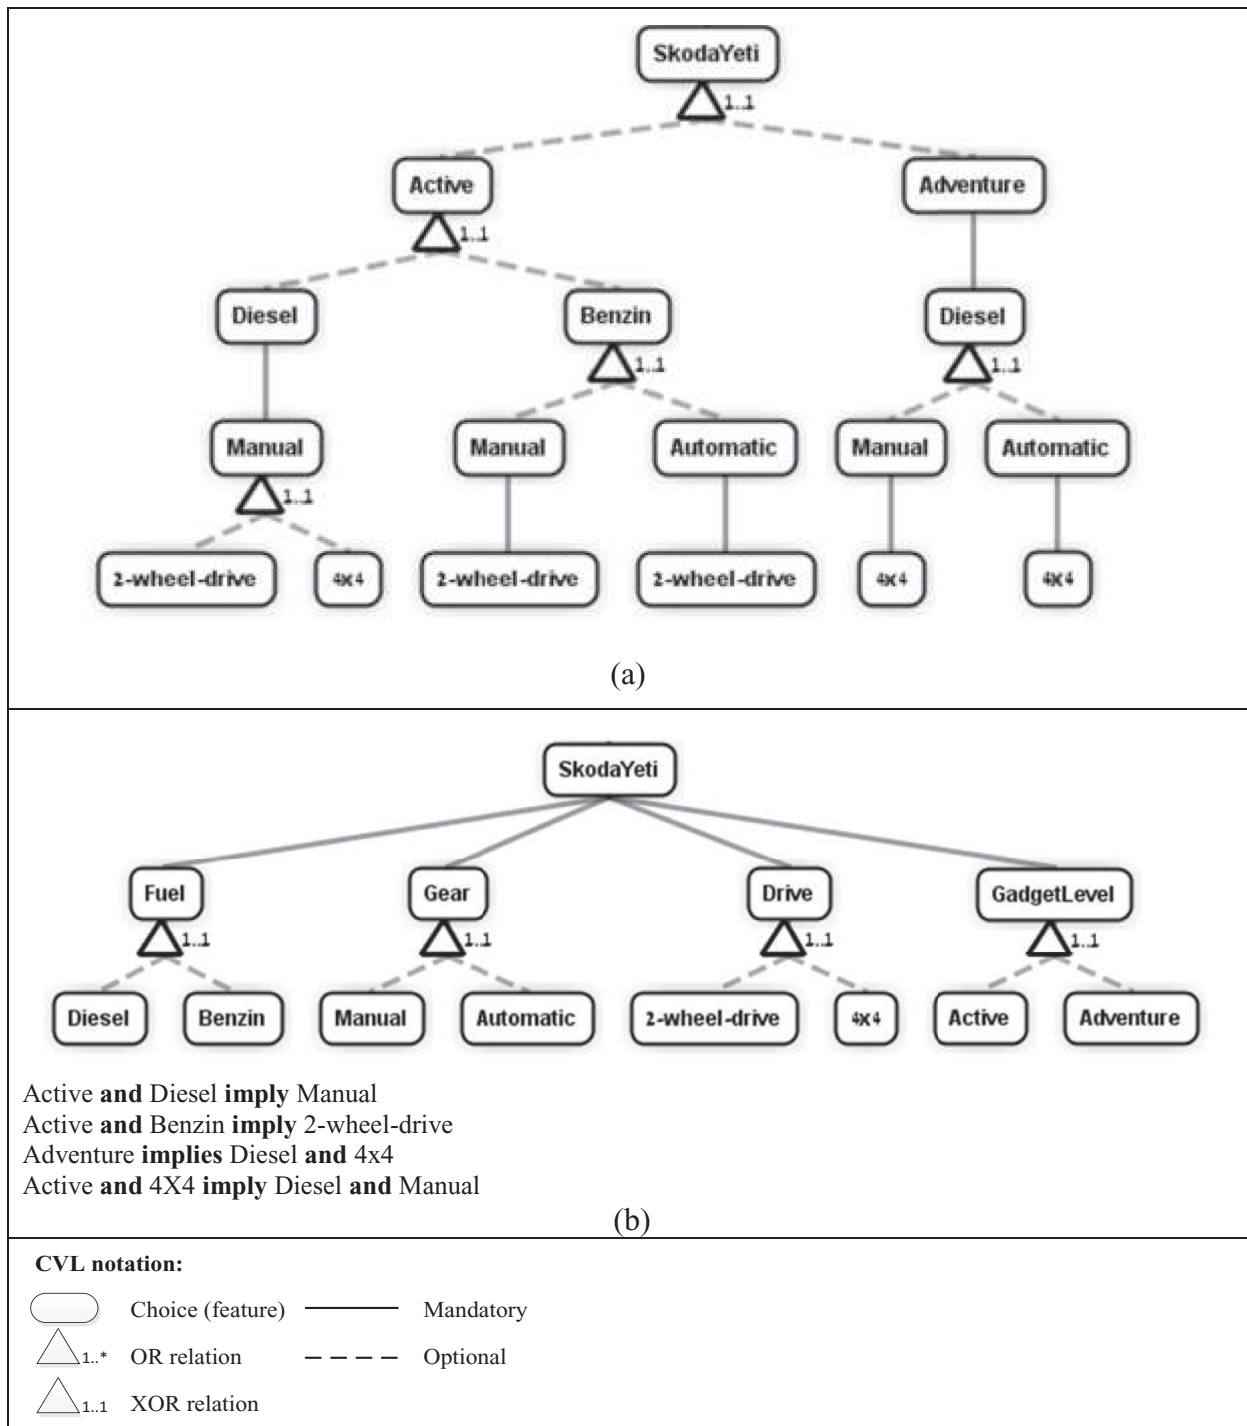 SkodaYeti
1..1
Active
Adventure
1..1
Diesel
Benzin
Diesel
1..1
1..1
Manual
Manual
Automatic
Manual
Automatic
1..1
2-wheel-drive
4x4
2-wheel-drive
2-wheel-drive
4x4
4x4
(a)
SkodaYeti
Fuel
Gear
Drive
GadgetLevel
1..1
1..1
1..1
1..1
Diesel
Benzin
Manual
Automatic
2-wheel-drive
4x4
Active
Adventure
Active and Diesel imply Manual
Active and Benzin imply 2-wheel-drive
Adventure implies Diesel and 4x4
Active and 4X4 imply Diesel and Manual
(b)
CVL notation:
Choice (feature)
Mandatory
1..*
OR relation
Optional
1..1
XOR relation